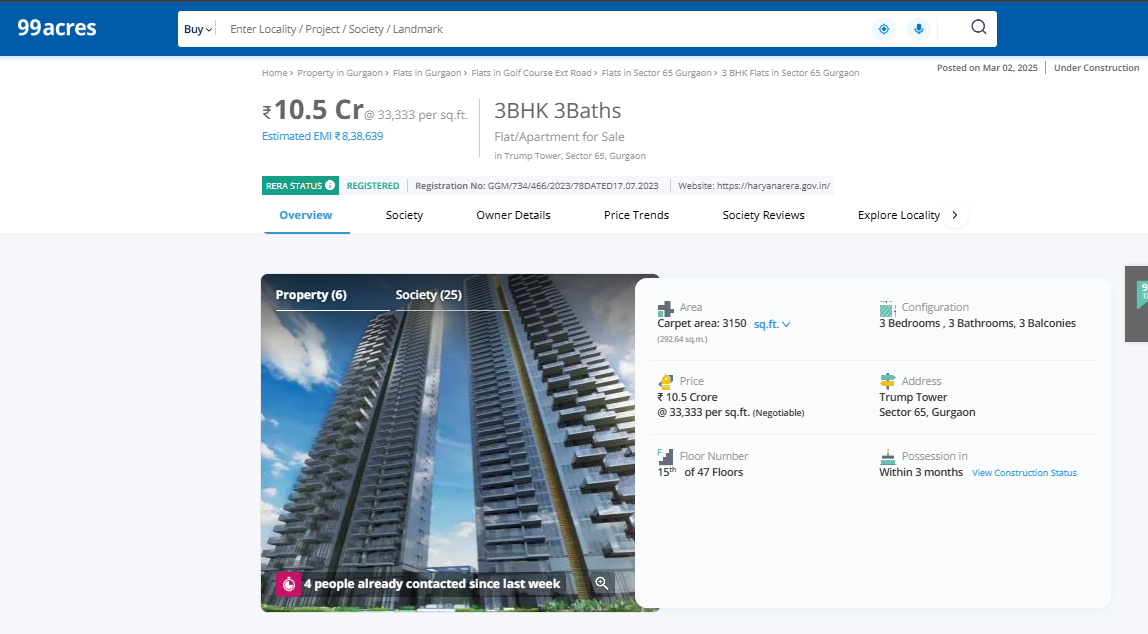 99acres
Buy
Enter Locality / Project / Society / Landmark
Home › Property in Gurgaon › Flats in Gurgaon › Flats in Golf Course Ext Road › Flats in Sector 65 Gurgaon › 3 BHK Flats in Sector 65 Gurgaon
Posted on Mar 02, 2025 | Under Construction
₹10.5 Cr @ 33,333 per sq.ft.
Estimated EMI ₹ 8,38,639
3BHK 3Baths
Flat/Apartment for Sale
in Trump Tower, Sector 65, Gurgaon
RERA STATUS REGISTERED | Registration No: GGM/734/466/2023/78DATED17.07.2023 | Website: https://haryanarera.gov.in/
Overview Society Owner Details Price Trends Society Reviews Explore Locality
Property (6) Society (25)
4 people already contacted since last week
Area
Carpet area: 3150 sq.ft.
(292.64 sq.m.)
Configuration
3 Bedrooms , 3 Bathrooms, 3 Balconies
Price
₹ 10.5 Crore
@ 33,333 per sq.ft. (Negotiable)
Address
Trump Tower
Sector 65, Gurgaon
Floor Number
15th of 47 Floors
Possession in
Within 3 months View Construction Status